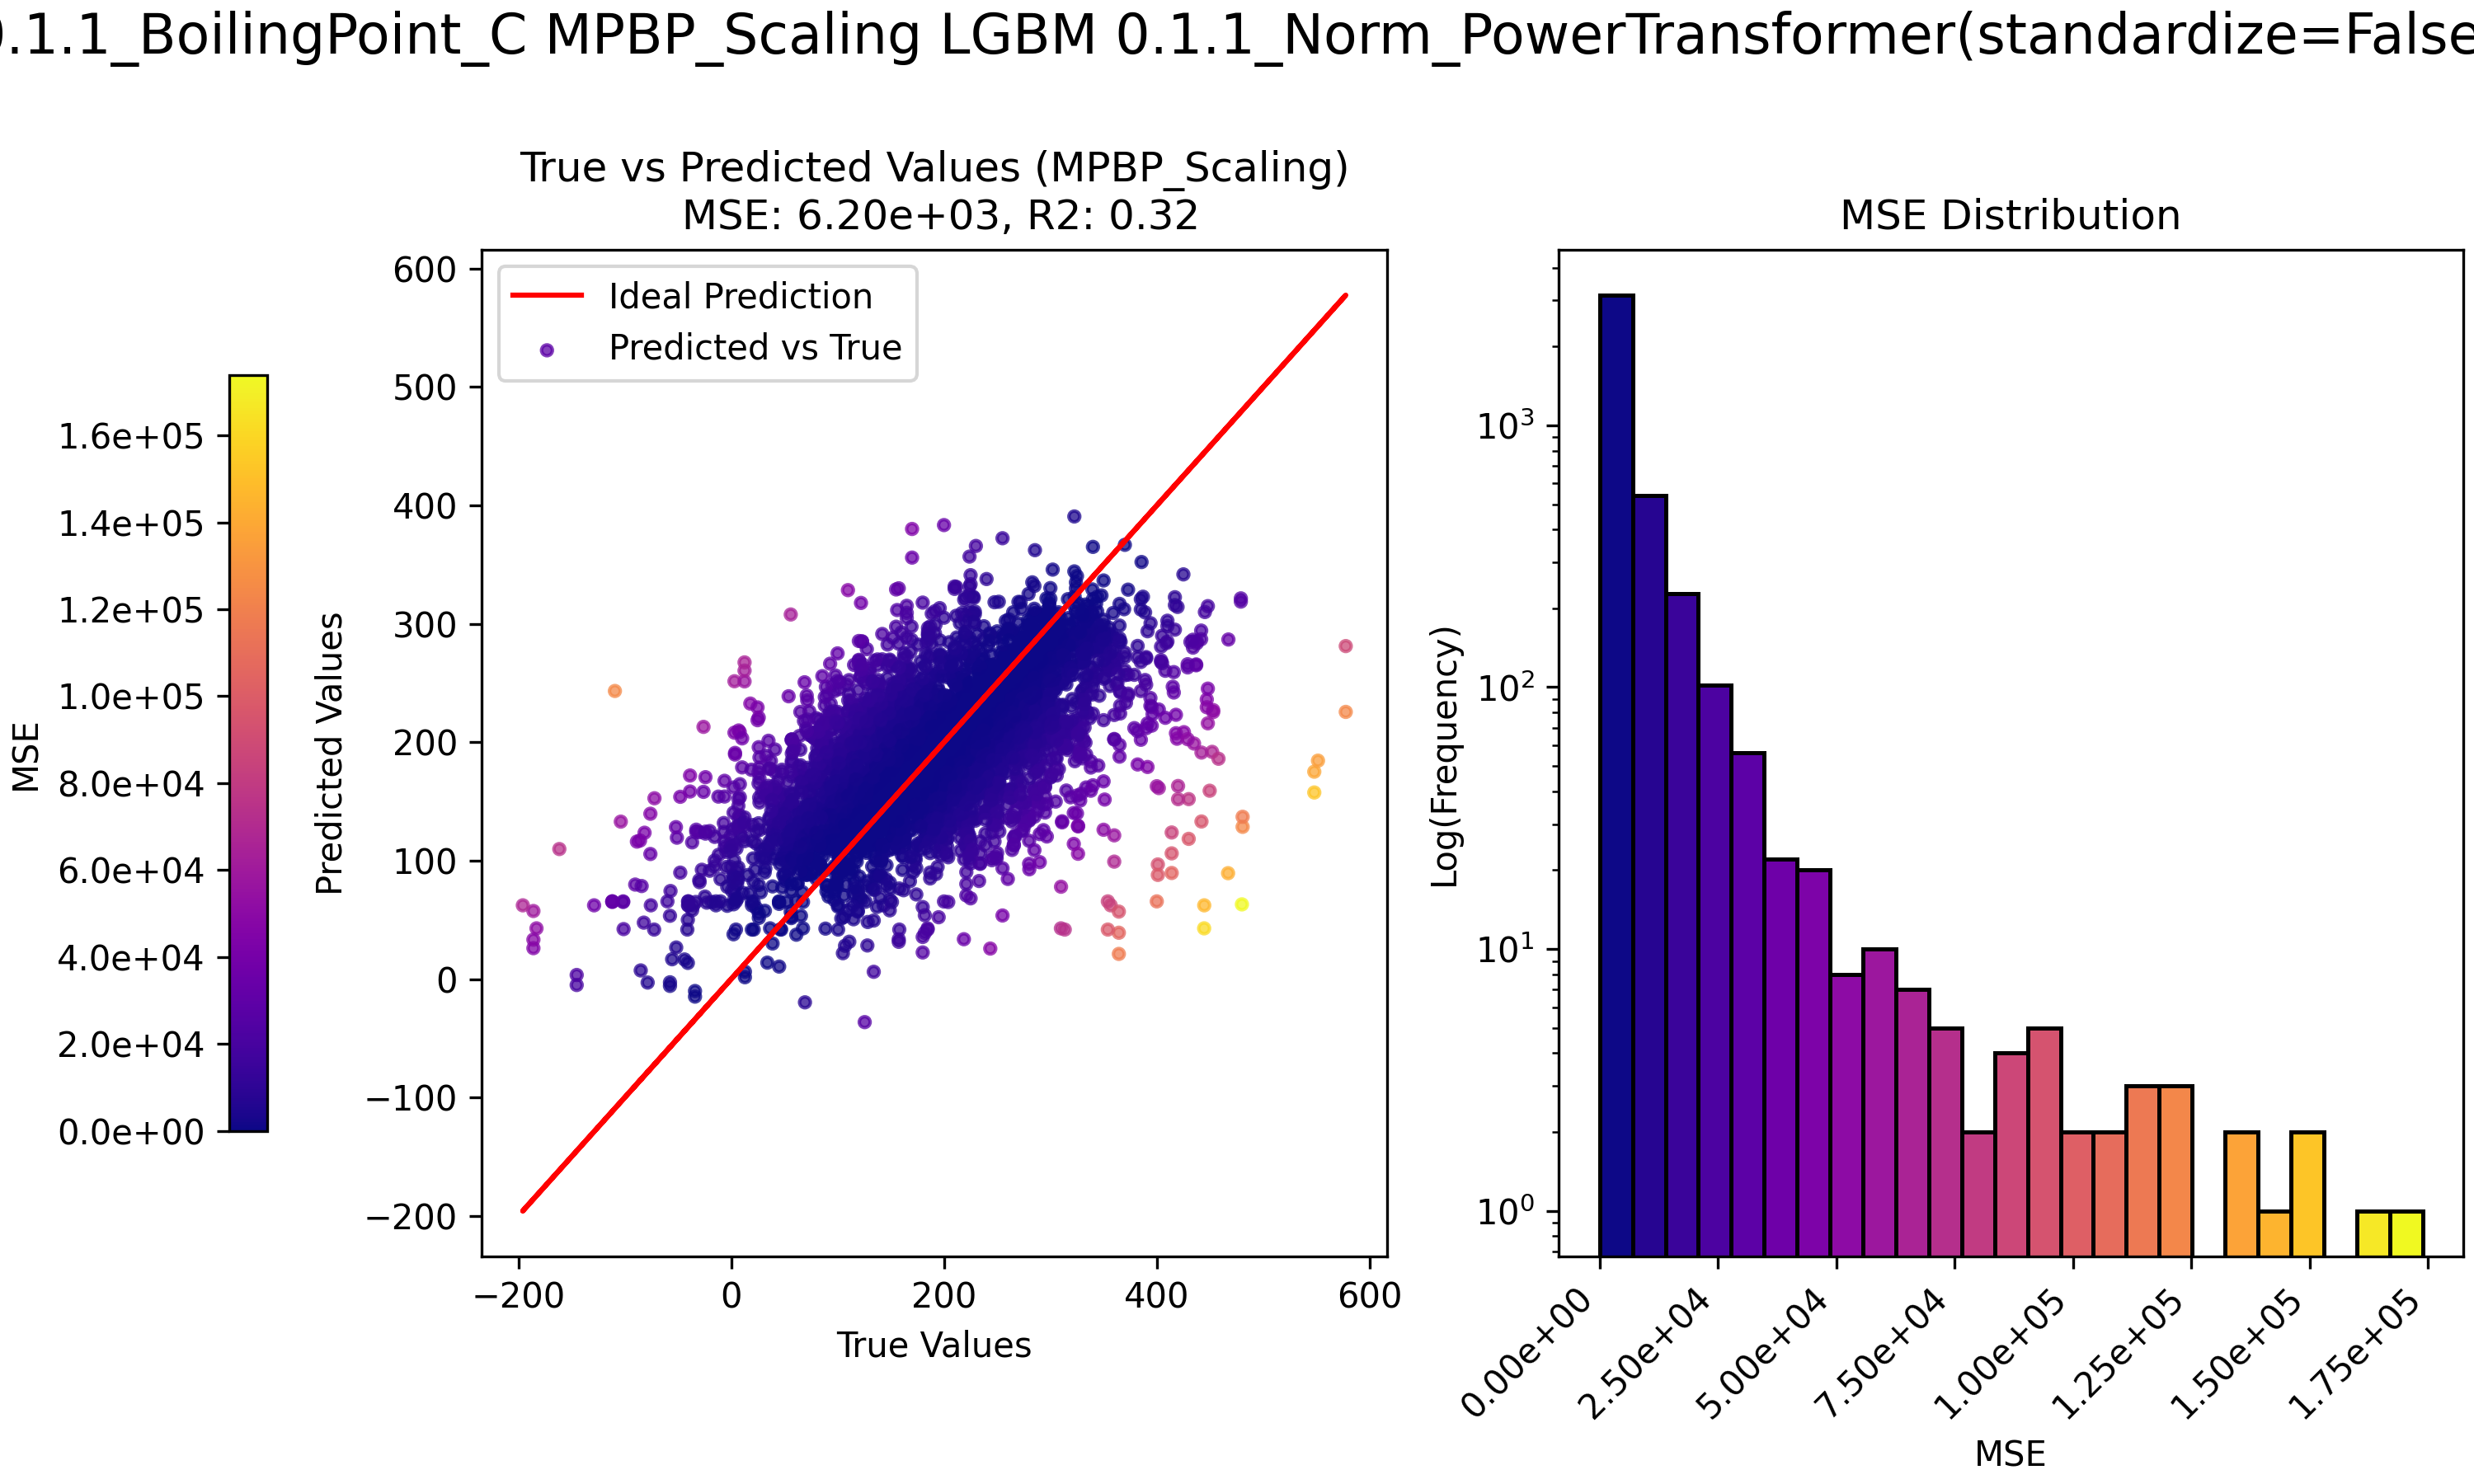 0.1.1_BoilingPoint_C MPBP_Scaling LGBM 0.1.1_Norm_PowerTransformer(standardize=False
True vs Predicted Values (MPBP_Scaling)
MSE: 6.20e+03, R2: 0.32
MSE Distribution
Ideal Prediction
Predicted vs True
MSE
1.6e+05
1.4e+05
1.2e+05
1.0e+05
8.0e+04
6.0e+04
4.0e+04
2.0e+04
0.0e+00
Predicted Values
600
500
400
300
200
100
0
−100
−200
−200
0
200
400
600
True Values
Log(Frequency)
10³
10²
10¹
10⁰
0.00e+00
2.50e+04
5.00e+04
7.50e+04
1.00e+05
1.25e+05
1.50e+05
1.75e+05
MSE